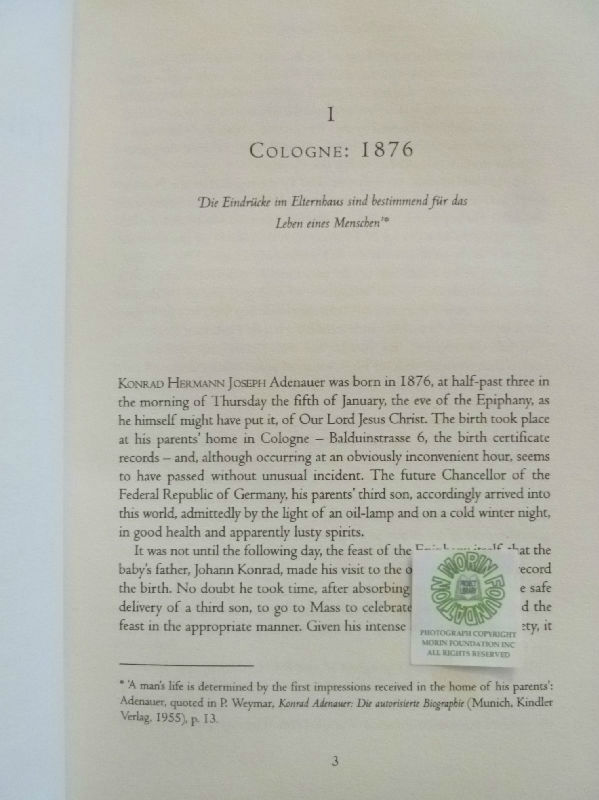 I
COLOGNE: 1876
'Die Eindrücke im Elternhaus sind bestimmend für das
Leben eines Menschen'*
KONRAD HERMANN JOSEPH Adenauer was born in 1876, at half-past three in
the morning of Thursday the fifth of January, the eve of the Epiphany, as
he himself might have put it, of Our Lord Jesus Christ. The birth took place
at his parents' home in Cologne – Balduinstrasse 6, the birth certificate
records – and, although occurring at an obviously inconvenient hour, seems
to have passed without unusual incident. The future Chancellor of the
Federal Republic of Germany, his parents' third son, accordingly arrived into
this world, admittedly by the light of an oil-lamp and on a cold winter night,
in good health and apparently lusty spirits.
It was not until the following day, the feast of the Epiphany itself, that the
baby's father, Johann Konrad, made his visit to the record
the birth. No doubt he took time, after absorbing safe
delivery of a third son, to go to Mass to celebrate the
feast in the appropriate manner. Given his intense it
MORIN FOUNDATION
PROJECT
LIBRARY
PHOTOGRAPH COPYRIGHT
MORIN FOUNDATION INC
ALL RIGHTS RESERVED
* 'A man's life is determined by the first impressions received in the home of his parents':
Adenauer, quoted in P. Weymar, Konrad Adenauer: Die autorisierte Biographie (Munich, Kindler
Verlag, 1955), p. 13.
3